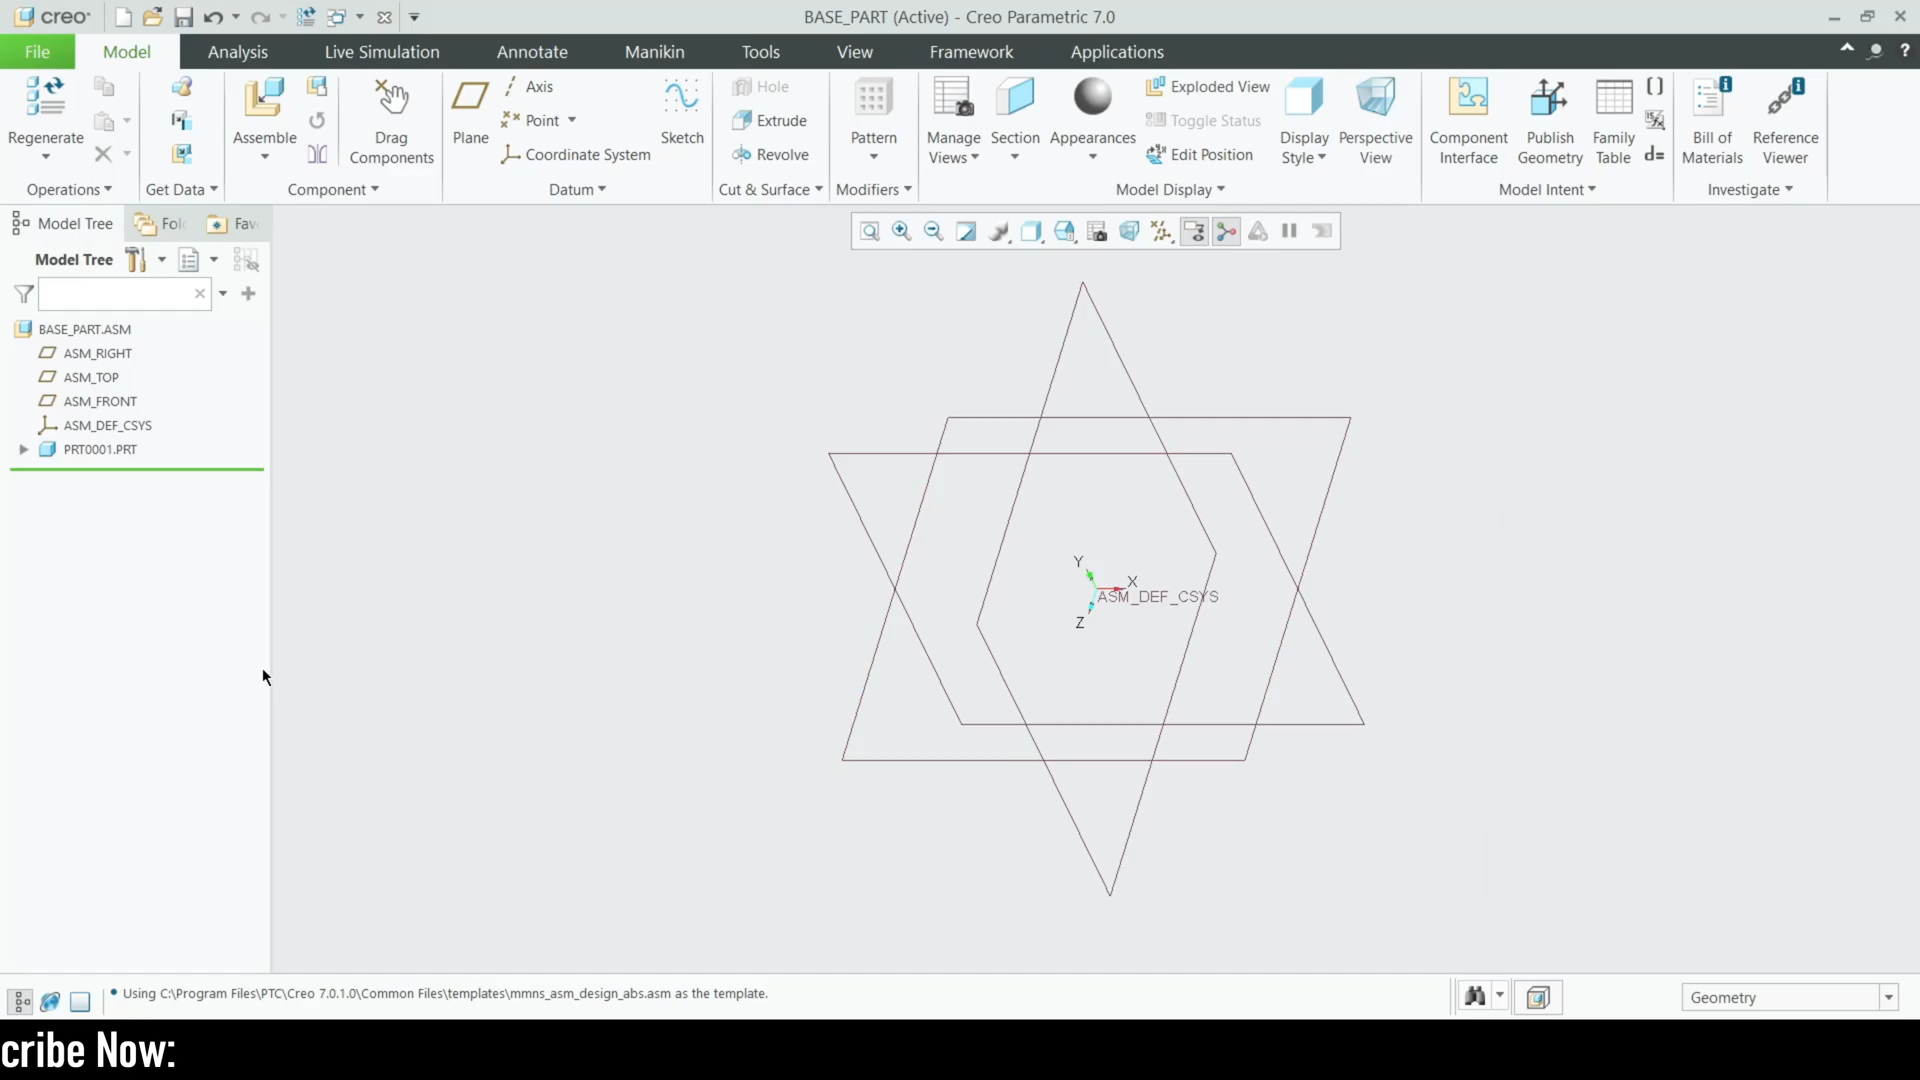 creo
BASE_PART (Active) - Creo Parametric 7.0
File Model Analysis Live Simulation Annotate Manikin Tools View Framework Applications
Regenerate
Operations
Get Data
Assemble
Drag Components
Component
Plane
Axis
Point
Coordinate System
Sketch
Datum
Hole
Extrude
Revolve
Cut & Surface
Pattern
Modifiers
Manage Views
Section
Appearances
Exploded View
Toggle Status
Edit Position
Display Style
Perspective View
Model Display
Component Interface
Publish Geometry
Family Table
d=
Model Intent
Bill of Materials
Reference Viewer
Investigate
Model Tree Fol Fav
Model Tree
BASE_PART.ASM
ASM_RIGHT
ASM_TOP
ASM_FRONT
ASM_DEF_CSYS
PRT0001.PRT
Y
X
ASM_DEF_CSYS
Z
Using C:\Program Files\PTC\Creo 7.0.1.0\Common Files\templates\mmns_asm_design_abs.asm as the template.
Geometry
cribe Now: